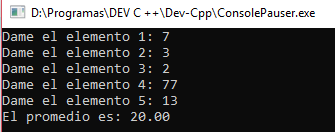 D:\Programas\DEV C ++\Dev-Cpp\ConsolePauser.exe
Dame el elemento 1: 7
Dame el elemento 2: 3
Dame el elemento 3: 2
Dame el elemento 4: 77
Dame el elemento 5: 13
El promedio es: 20.00